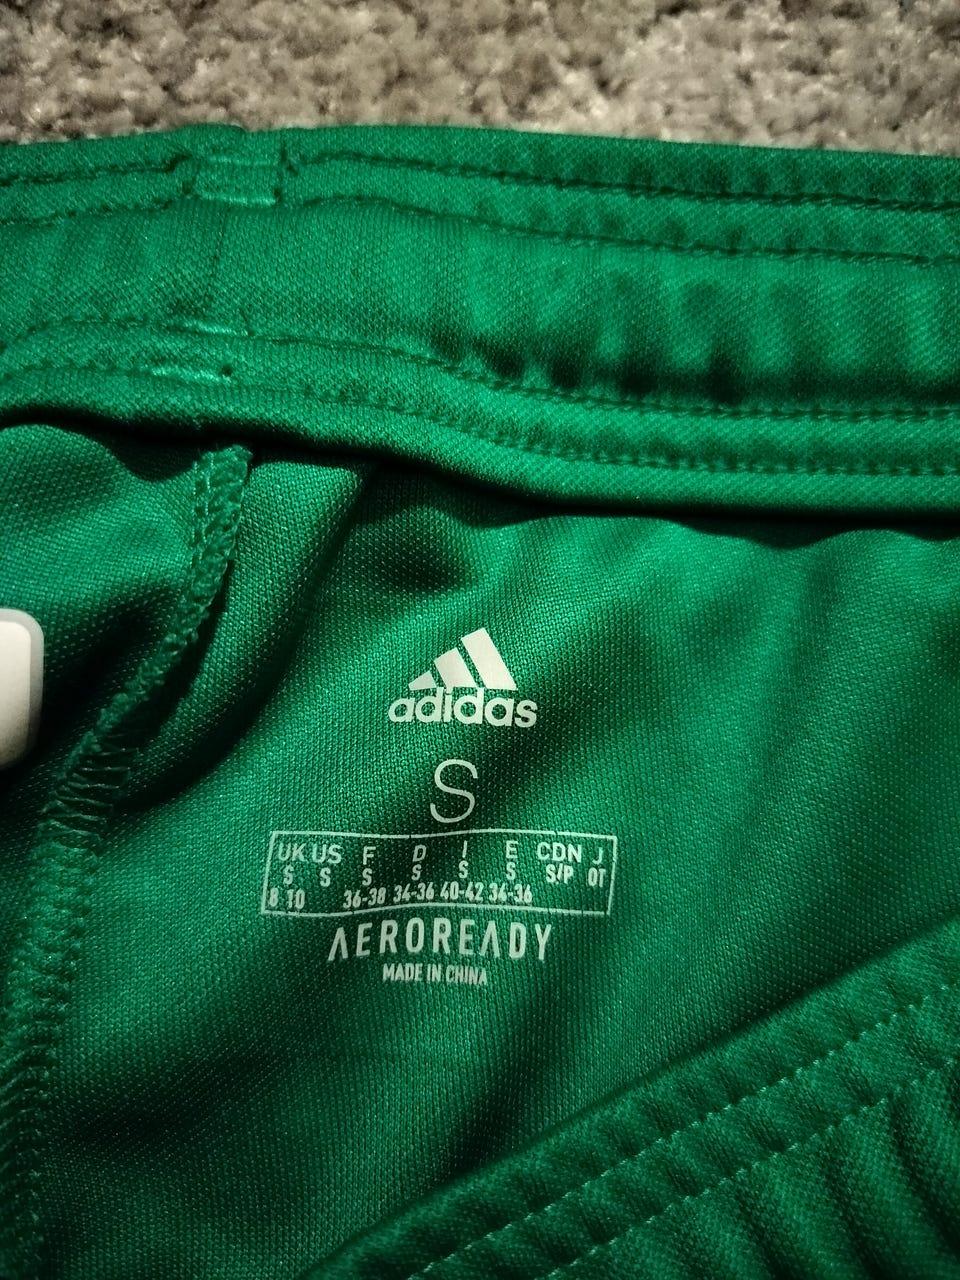 adidas
S
UK US F D I E CDN J
S S S S S S S/P OT
8 10 36-38 34-36 40-42 34-36
AEROREADY
MADE IN CHINA